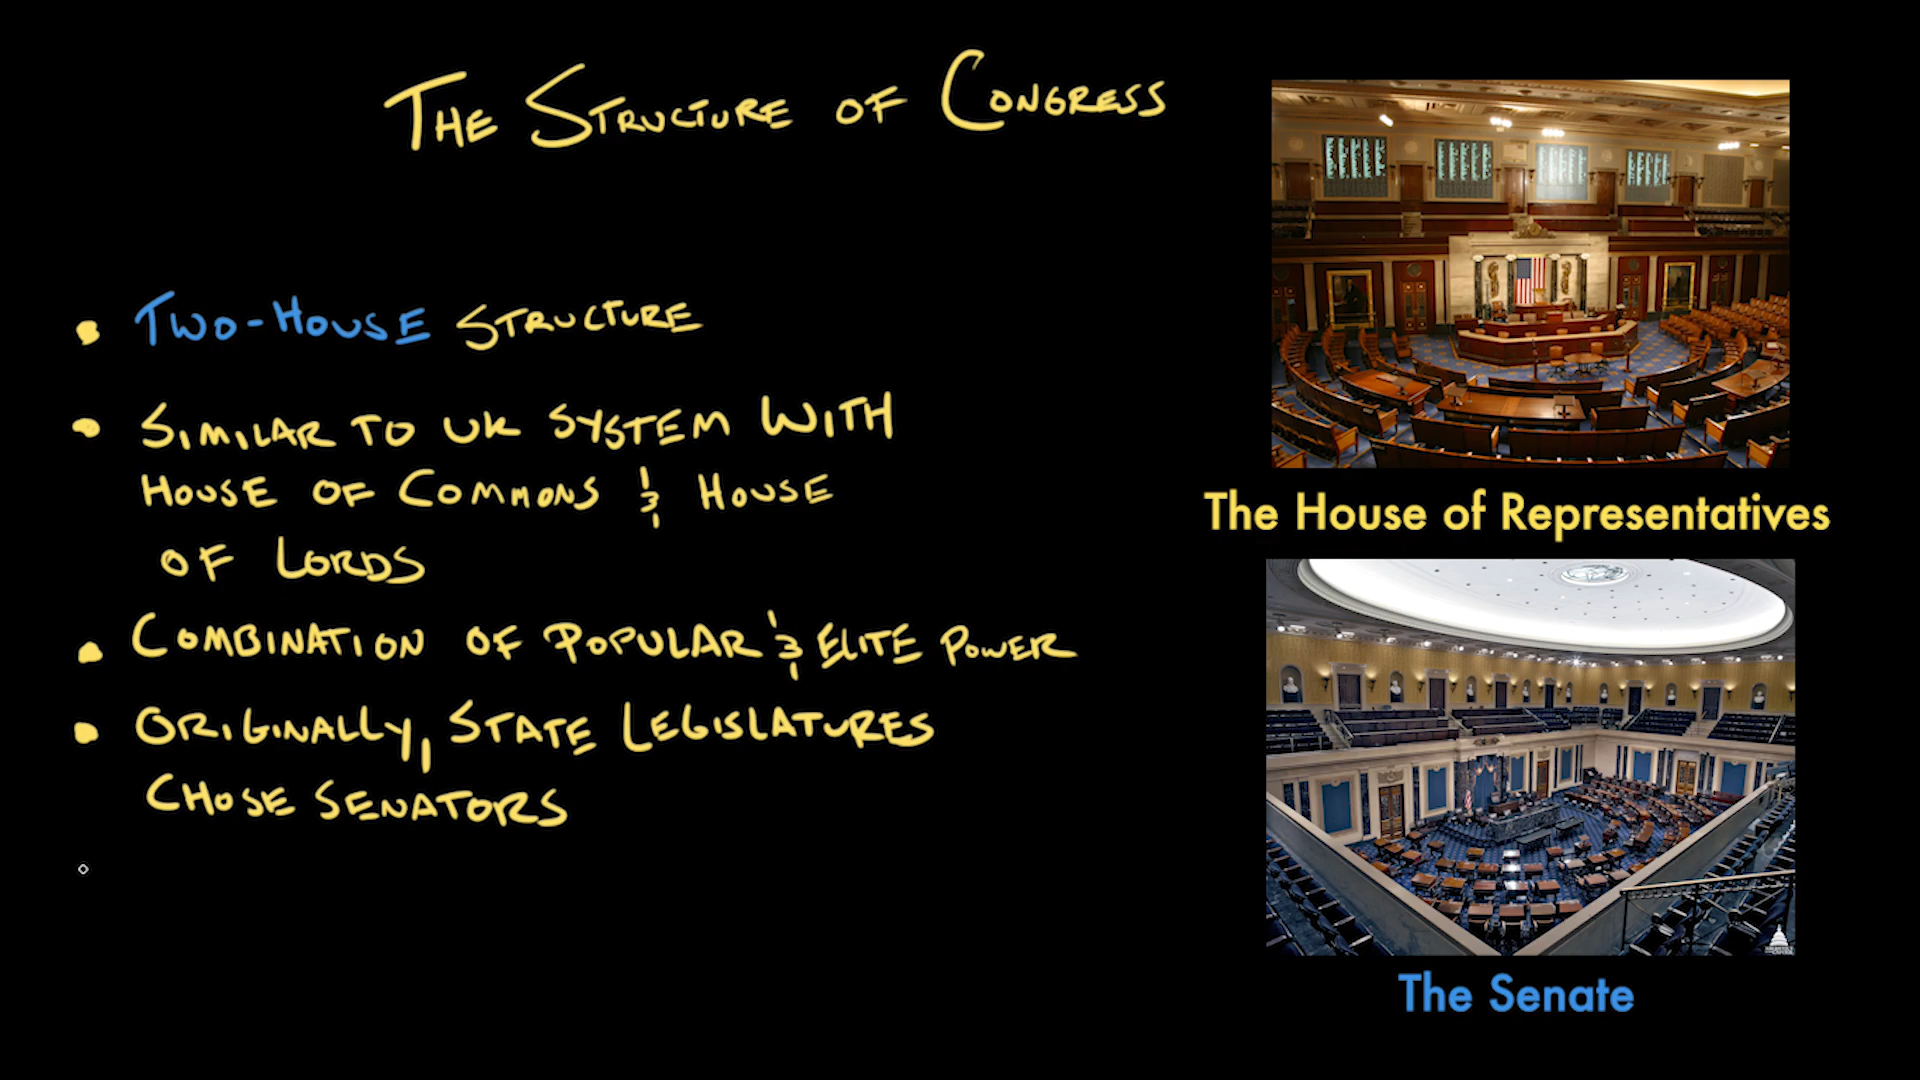 The Structure of Congress
• Two-House Structure
• Similar to UK system with
House of Commons & House
of Lords
• Combination of Popular & Elite Power
• Originally, State Legislatures
chose Senators
The House of Representatives
The Senate